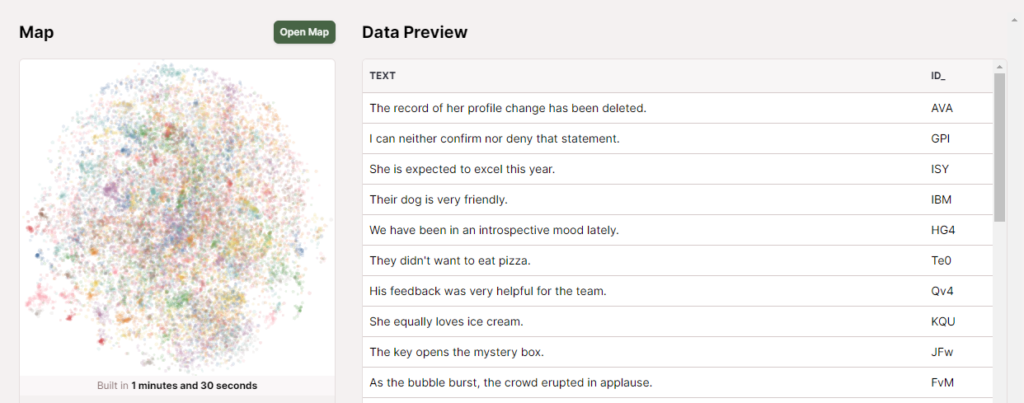 Map
Open Map
Built in 1 minutes and 30 seconds
Data Preview
TEXT ID_
The record of her profile change has been deleted. AVA
I can neither confirm nor deny that statement. GPI
She is expected to excel this year. ISY
Their dog is very friendly. IBM
We have been in an introspective mood lately. HG4
They didn't want to eat pizza. Te0
His feedback was very helpful for the team. Qv4
She equally loves ice cream. KQU
The key opens the mystery box. JFw
As the bubble burst, the crowd erupted in applause. FvM